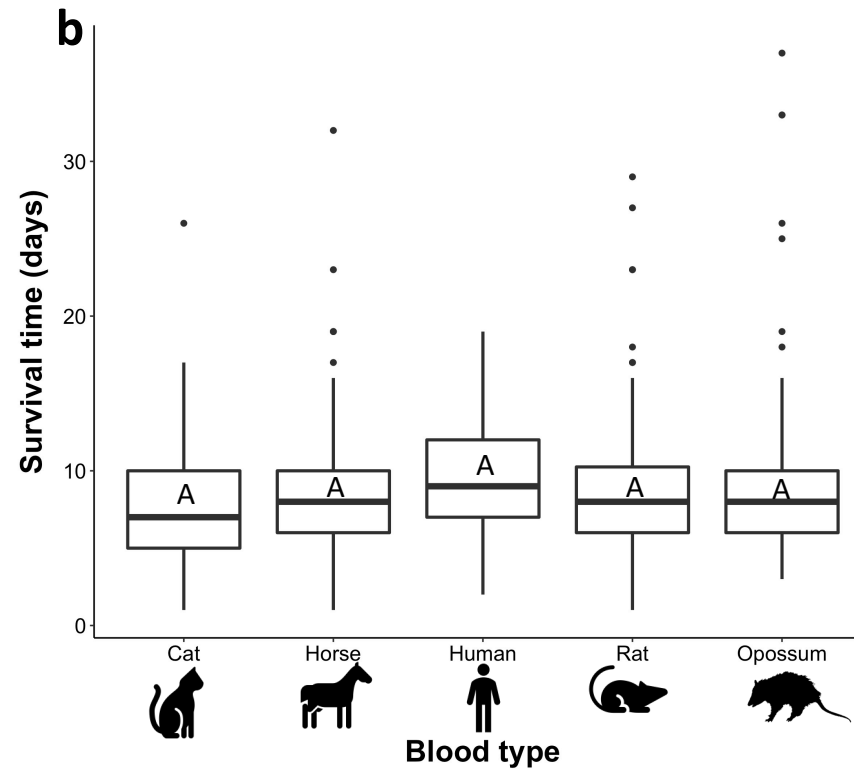 b
Survival time (days)
30
20
10
0
A
A
A
A
A
Cat
Horse
Human
Rat
Opossum
Blood type